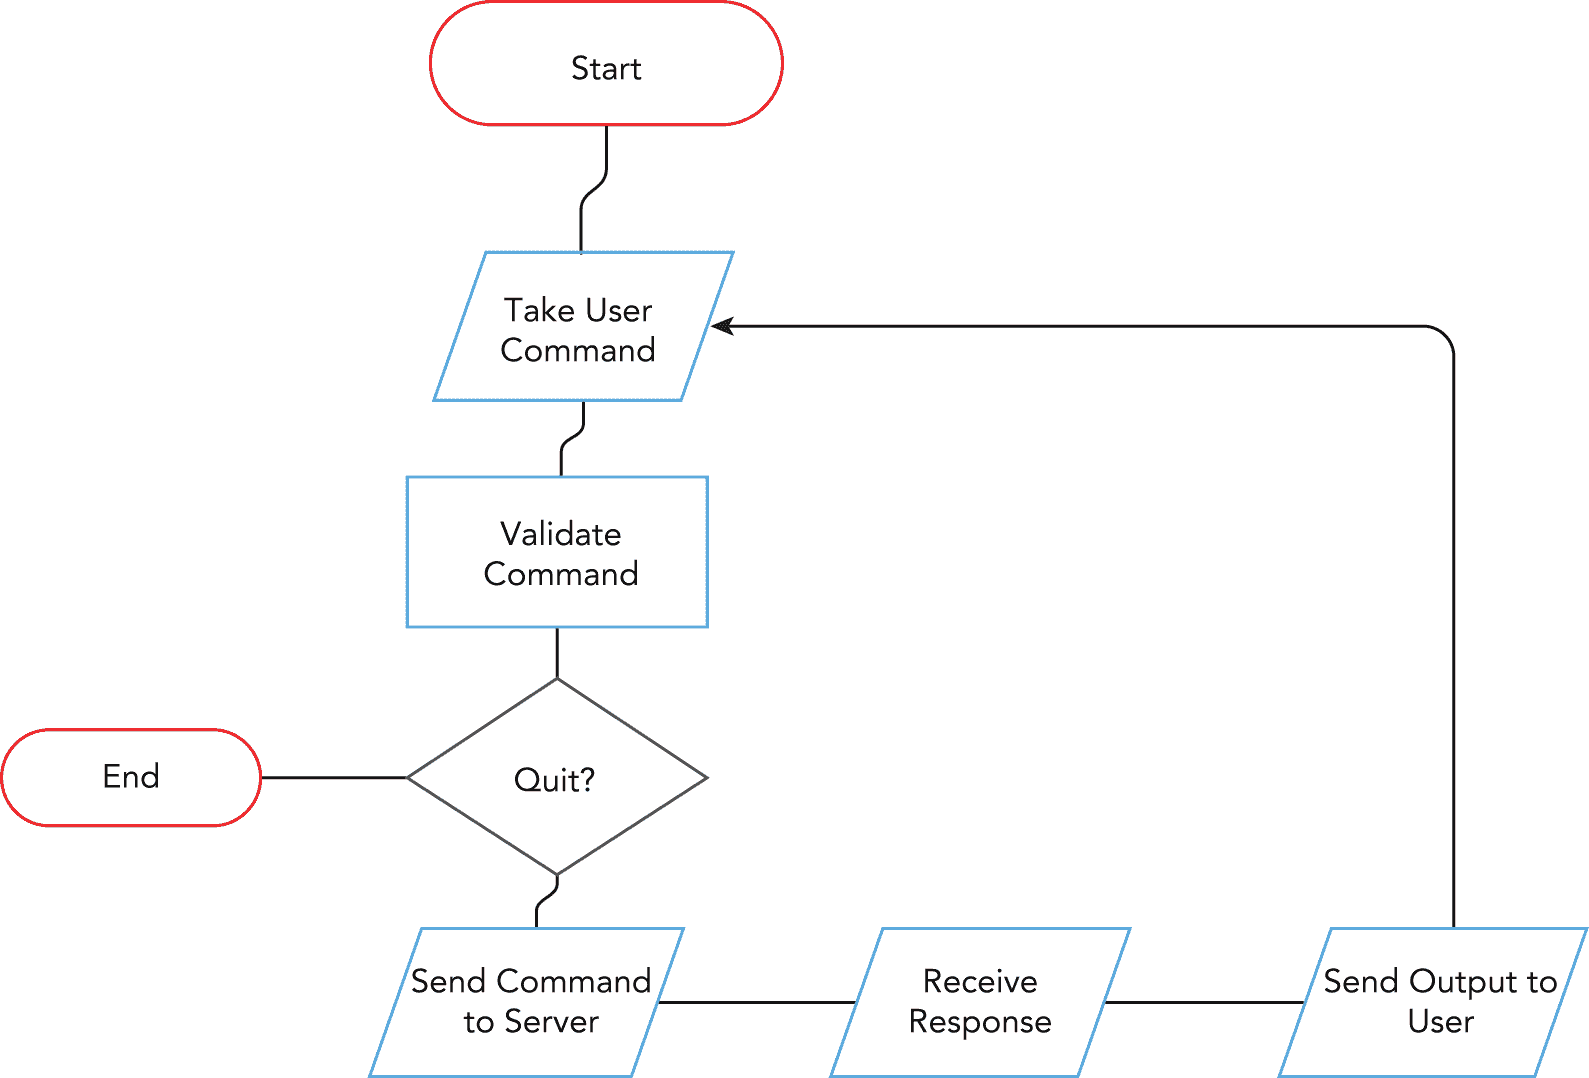 Start
Take User
Command
Validate
Command
Quit?
End
Send Command
to Server
Receive
Response
Send Output to
User